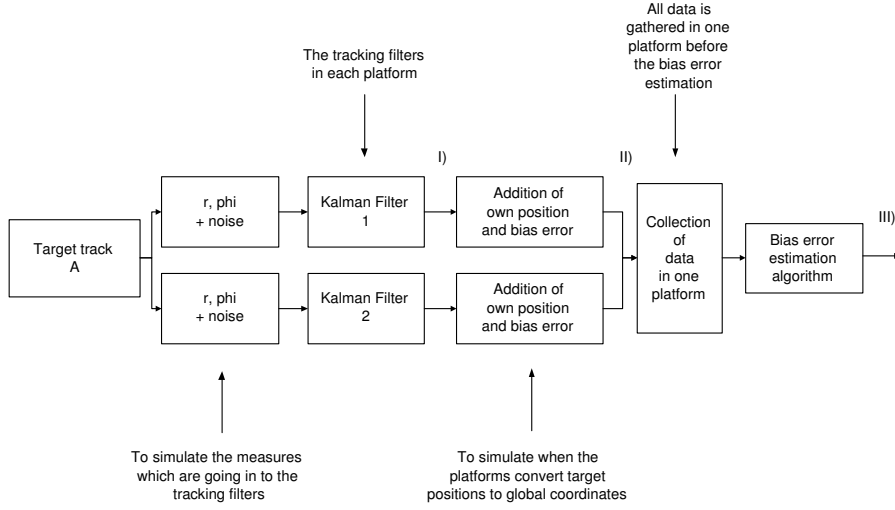 All data is
gathered in one
platform before
the bias error
estimation
The tracking filters
in each platform
I)
II)
r, phi
+ noise
Kalman Filter
1
Addition of
own position
and bias error
Target track
A
Collection
of
data
in one
platform
Bias error
estimation
algorithm
III)
r, phi
+ noise
Kalman Filter
2
Addition of
own position
and bias error
To simulate the measures
which are going in to the
tracking filters
To simulate when the
platforms convert target
positions to global coordinates